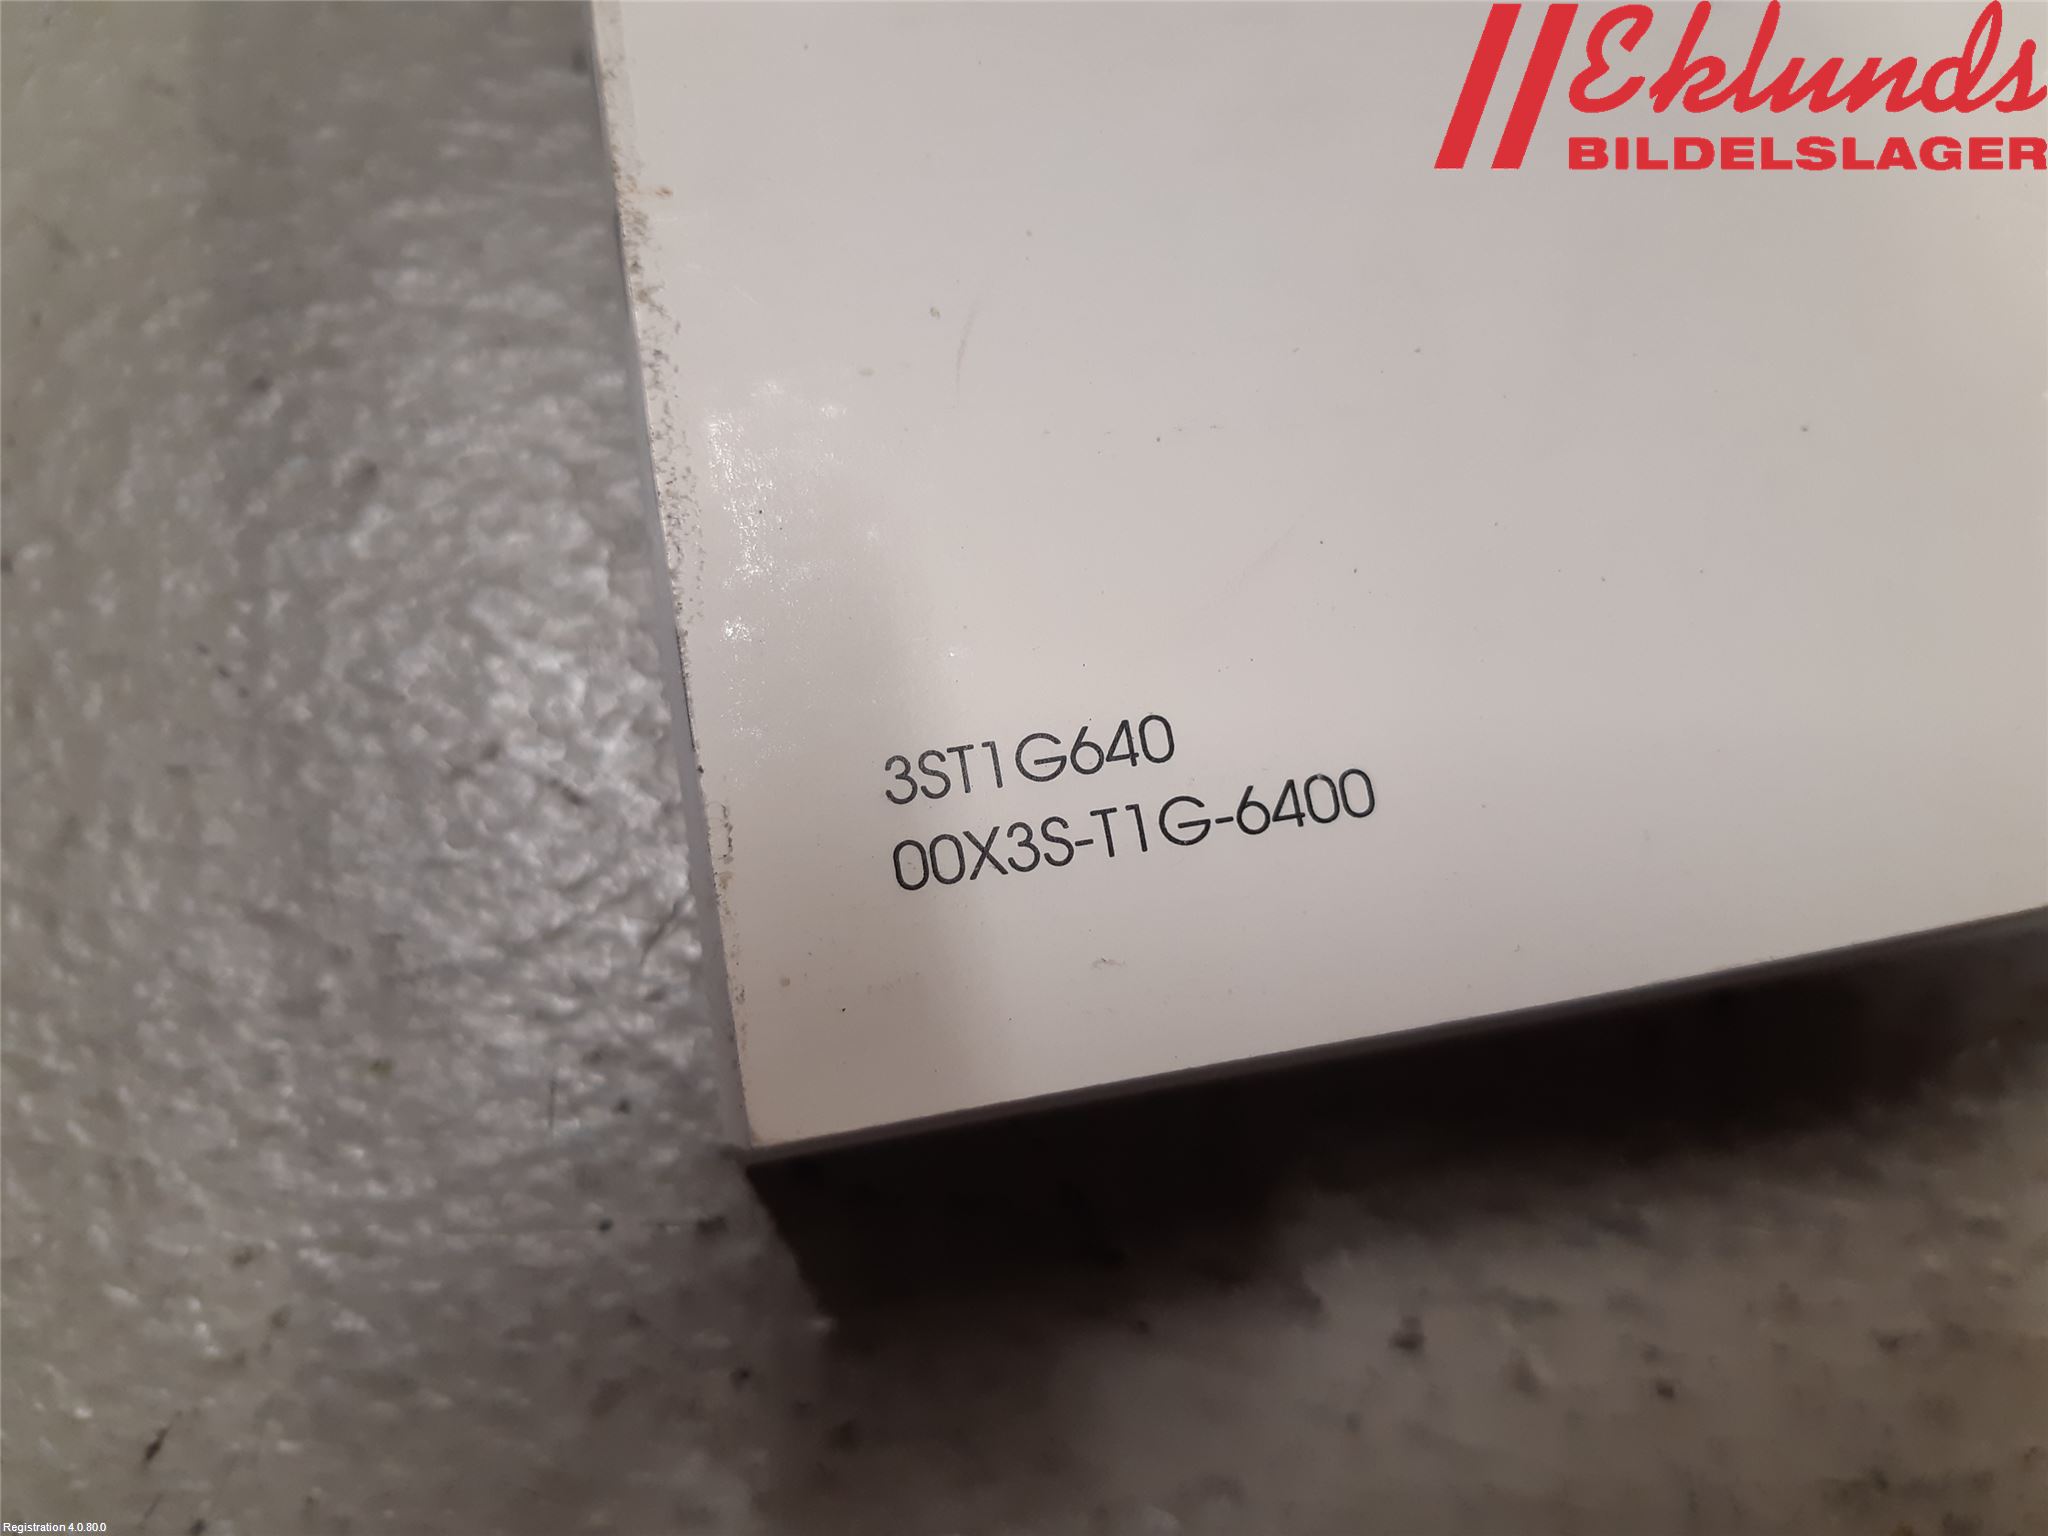 Eklunds
BILDELSLAGER
3ST1G640
00X3S-T1G-6400
Registration 4.0.80.0